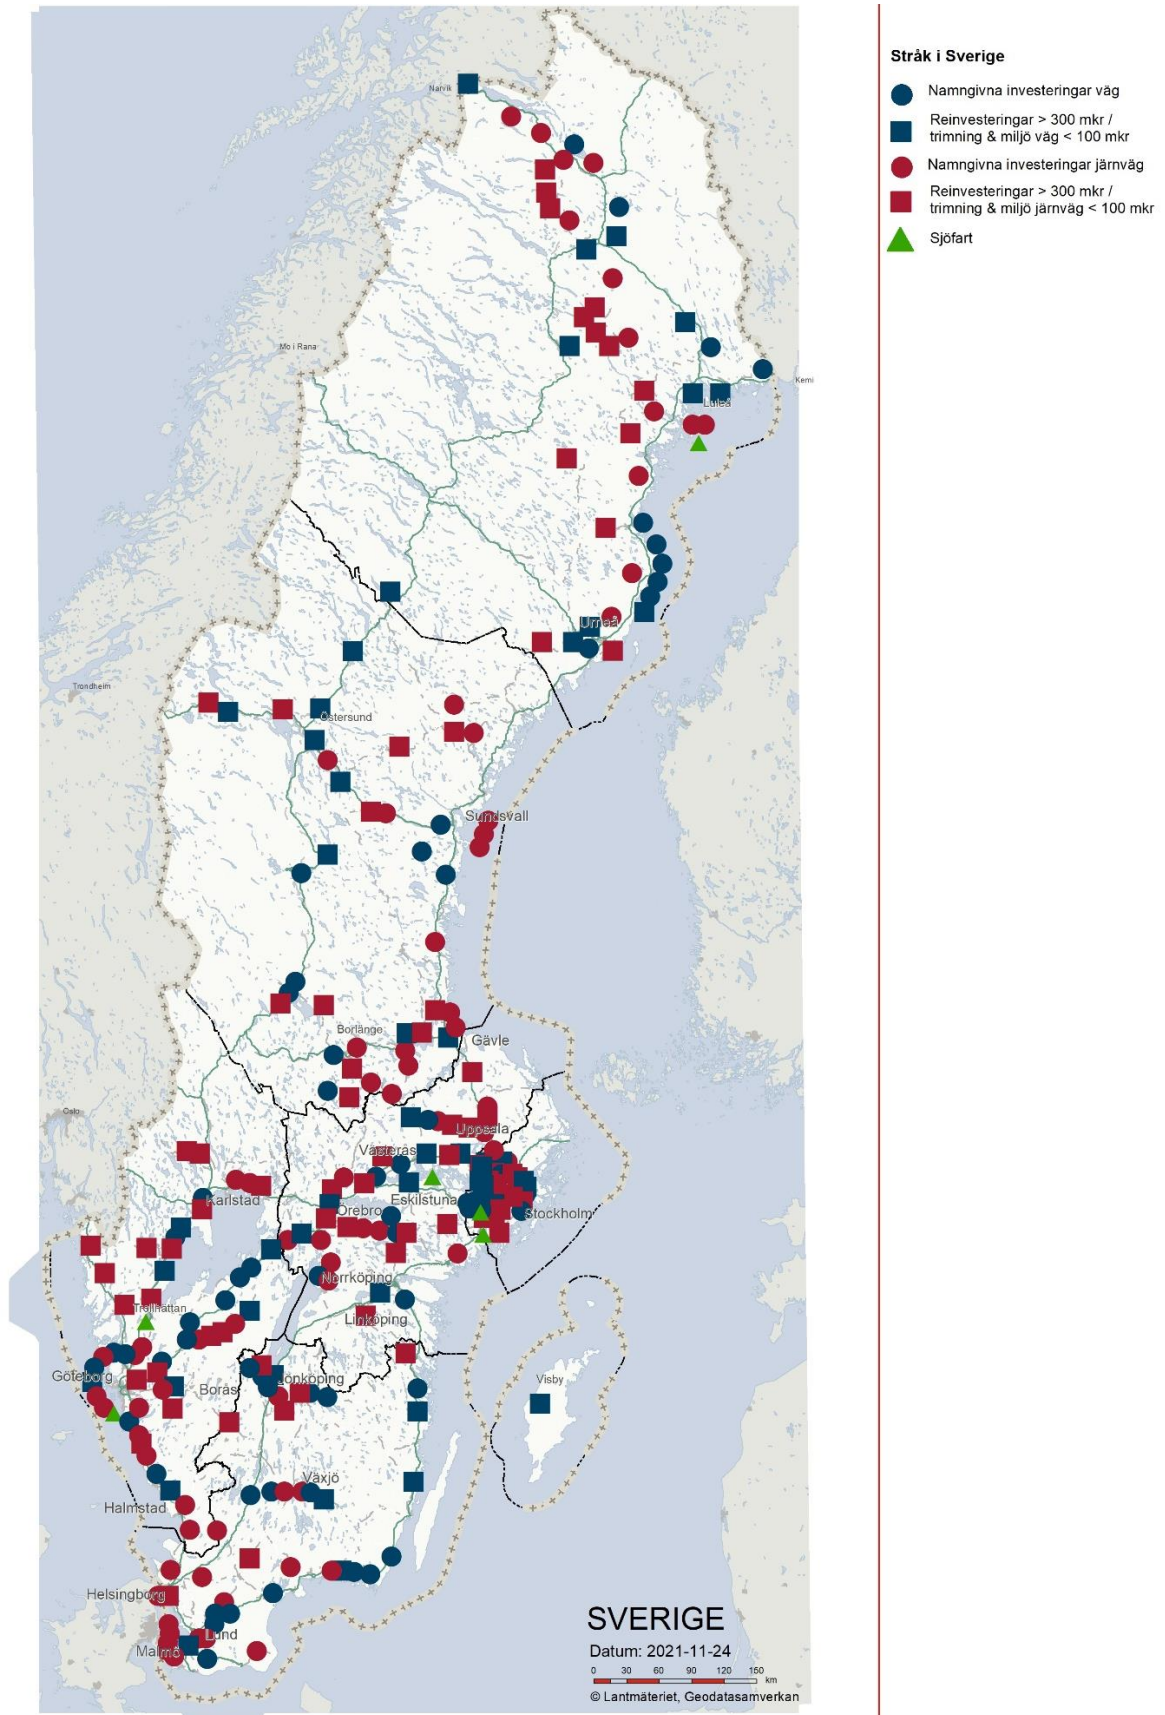 Stråk i Sverige
Namngivna investeringar väg
Reinvesteringar > 300 mkr /
trimning & miljö väg < 100 mkr
Namngivna investeringar järnväg
Reinvesteringar > 300 mkr /
trimning & miljö järnväg < 100 mkr
Sjöfart
Narvik
Mo i Rana
Kemi
Luleå
Umeå
Trondheim
Östersund
Sundsvall
Borlänge
Gävle
Oslo
Uppsala
Västerås
Karlstad
Eskilstuna
Örebro
Stockholm
Norrköping
Trollhättan
Linköping
Göteborg
Borås
Jönköping
Visby
Växjö
Halmstad
Helsingborg
Lund
Malmö
SVERIGE
Datum: 2021-11-24
0 30 60 90 120 150
km
© Lantmäteriet, Geodatasamverkan